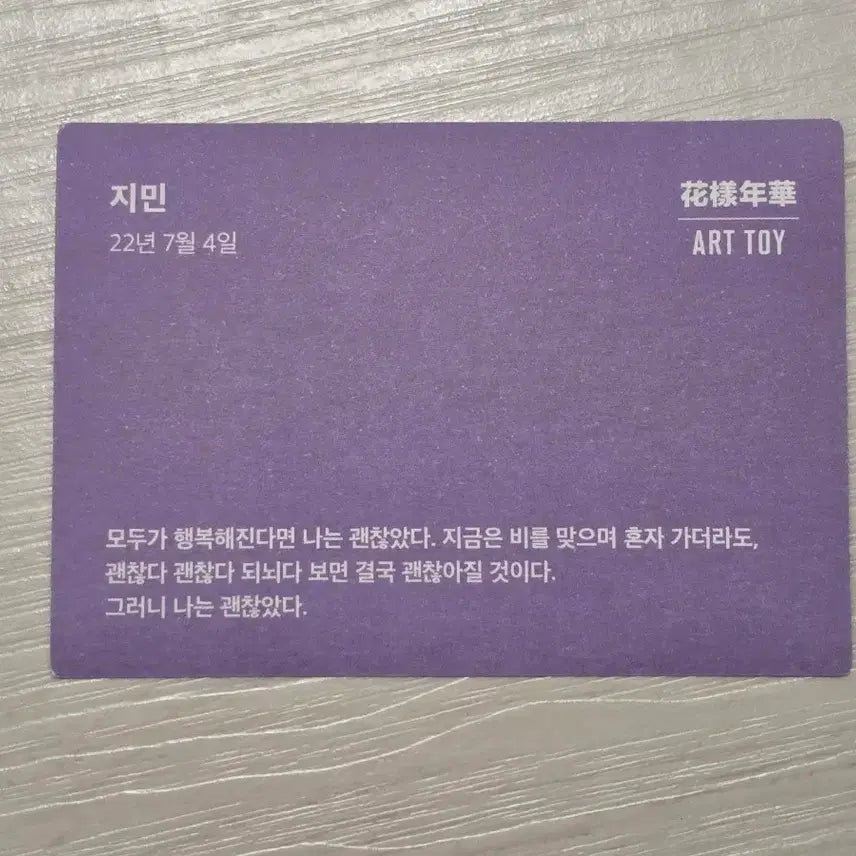 지민
22년 7월 4일
花樣年華
ART TOY
모두가 행복해진다면 나는 괜찮았다. 지금은 비를 맞으며 혼자 가더라도,
괜찮다 괜찮다 되뇌다 보면 결국 괜찮아질 것이다.
그러니 나는 괜찮았다.